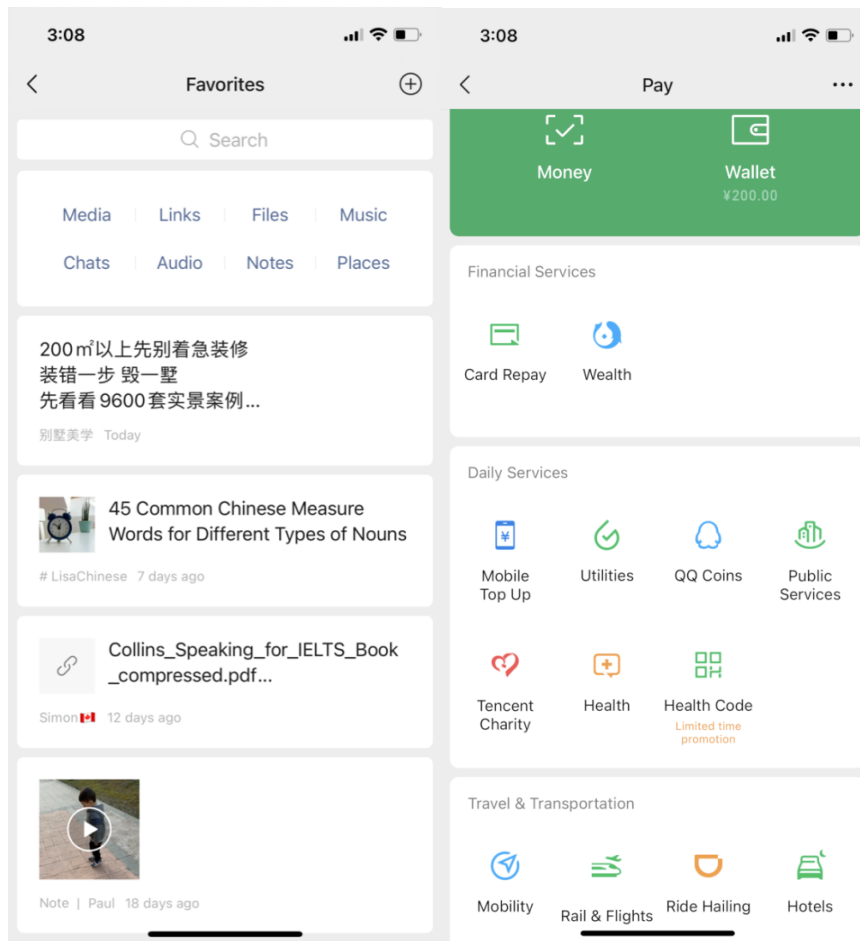 3:08
Favorites
Search
Media
Links
Files
Music
Chats
Audio
Notes
Places
200㎡以上先别着急装修
装错一步 毁一墅
先看看9600套实景案例...
别墅美学 Today
45 Common Chinese Measure
Words for Different Types of Nouns
# LisaChinese 7 days ago
Collins_Speaking_for_IELTS_Book
_compressed.pdf...
Simon🇨🇦 12 days ago
Note | Paul 18 days ago
3:08
Pay
Money
Wallet
¥200.00
Financial Services
Card Repay
Wealth
Daily Services
Mobile
Top Up
Utilities
QQ Coins
Public
Services
Tencent
Charity
Health
Health Code
Limited time
promotion
Travel & Transportation
Mobility
Rail & Flights
Ride Hailing
Hotels